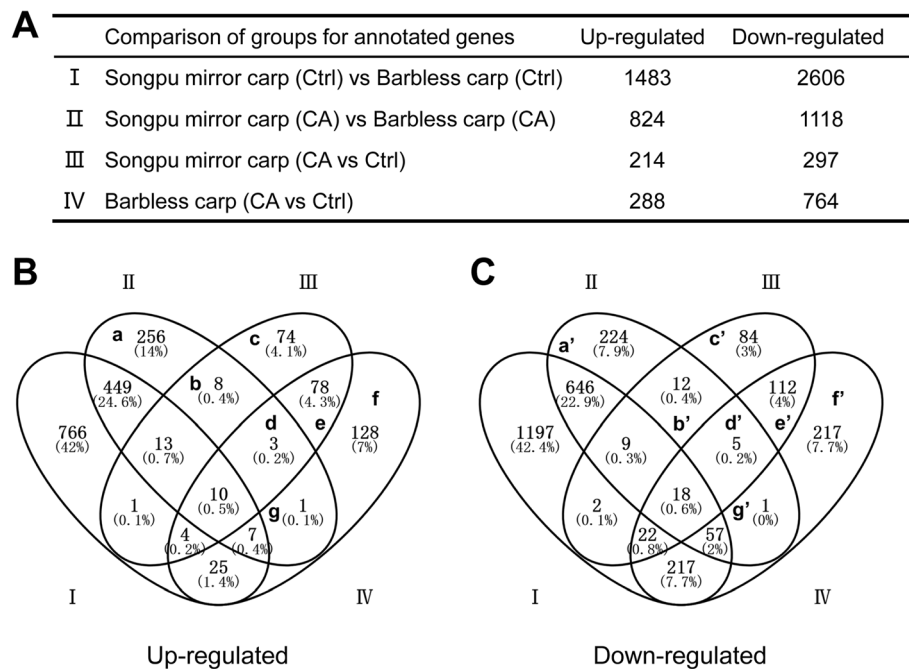 A
Comparison of groups for annotated genes Up-regulated Down-regulated
Ⅰ Songpu mirror carp (Ctrl) vs Barbless carp (Ctrl) 1483 2606
Ⅱ Songpu mirror carp (CA) vs Barbless carp (CA) 824 1118
Ⅲ Songpu mirror carp (CA vs Ctrl) 214 297
Ⅳ Barbless carp (CA vs Ctrl) 288 764
B
Ⅱ Ⅲ
a 256 c 74
(14%) (4.1%)
449 b 8 78 f
(24.6%) (0.4%) (4.3%)
766 13 d 3 e 128
(42%) (0.7%) (0.2%) (7%)
1 10 g 1
(0.1%) (0.5%) (0.1%)
4 7
(0.2%) (0.4%)
25
(1.4%)
Ⅰ Ⅳ
Up-regulated
C
Ⅱ Ⅲ
a’ 224 c’ 84
(7.9%) (3%)
646 12 112 f’
(22.9%) (0.4%) (4%)
1197 9 b’ d’ 5 e’ 217
(42.4%) (0.3%) (0.2%) (7.7%)
2 18 g’ 1
(0.1%) (0.6%) (0%)
22 57
(0.8%) (2%)
217
(7.7%)
Ⅰ Ⅳ
Down-regulated